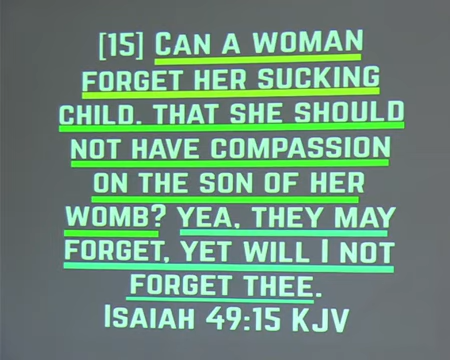 [15] CAN A WOMAN
FORGET HER SUCKING
CHILD. THAT SHE SHOULD
NOT HAVE COMPASSION
ON THE SON OF HER
WOMB? YEA, THEY MAY
FORGET, YET WILL I NOT
FORGET THEE.
ISAIAH 49:15 KJV